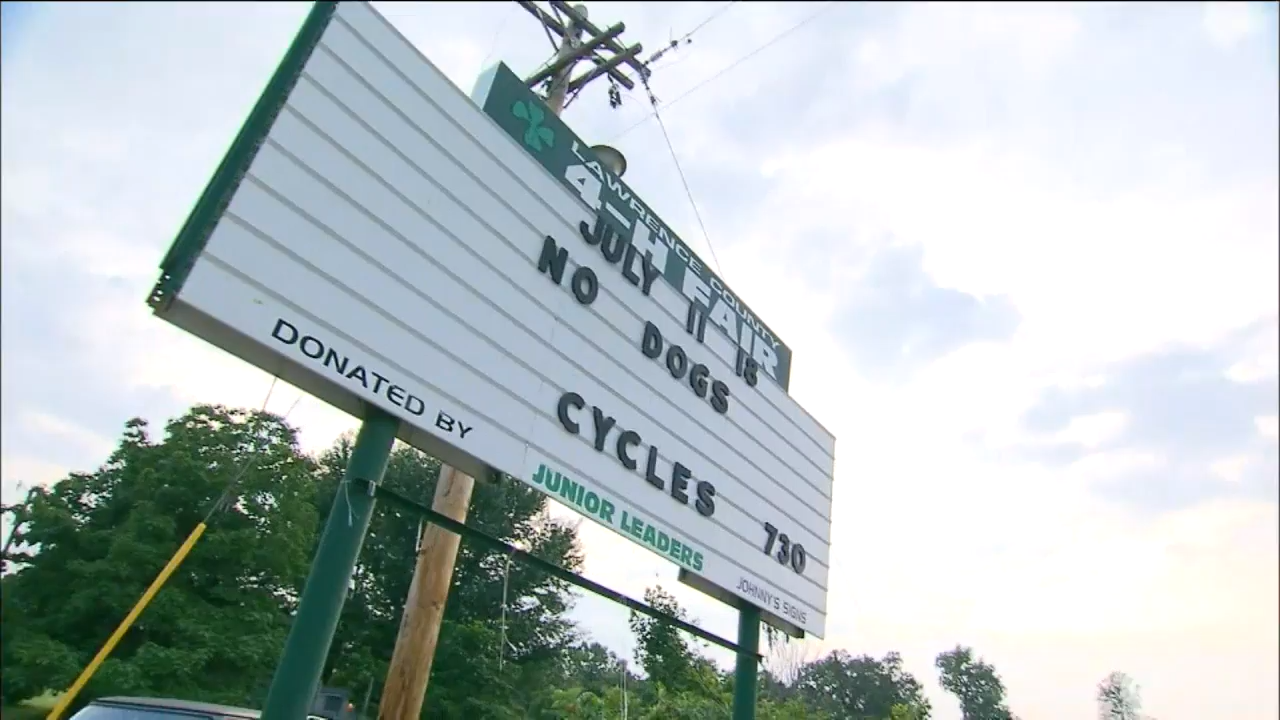 LAWRENCE COUNTY
4-H FAIR
JULY 11 18
NO DOGS
CYCLES 730
DONATED BY
JUNIOR LEADERS
JOHNNY'S SIGNS